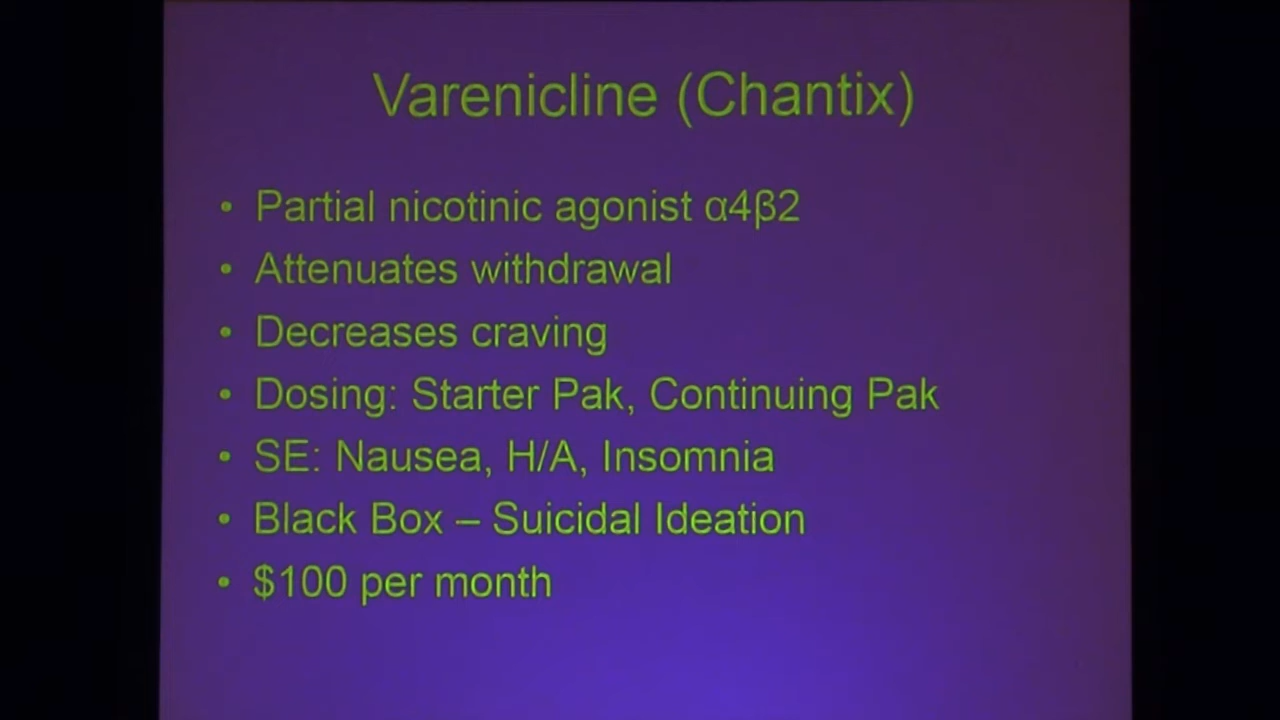 Varenicline (Chantix)
• Partial nicotinic agonist α4β2
• Attenuates withdrawal
• Decreases craving
• Dosing: Starter Pak, Continuing Pak
• SE: Nausea, H/A, Insomnia
• Black Box – Suicidal Ideation
• $100 per month